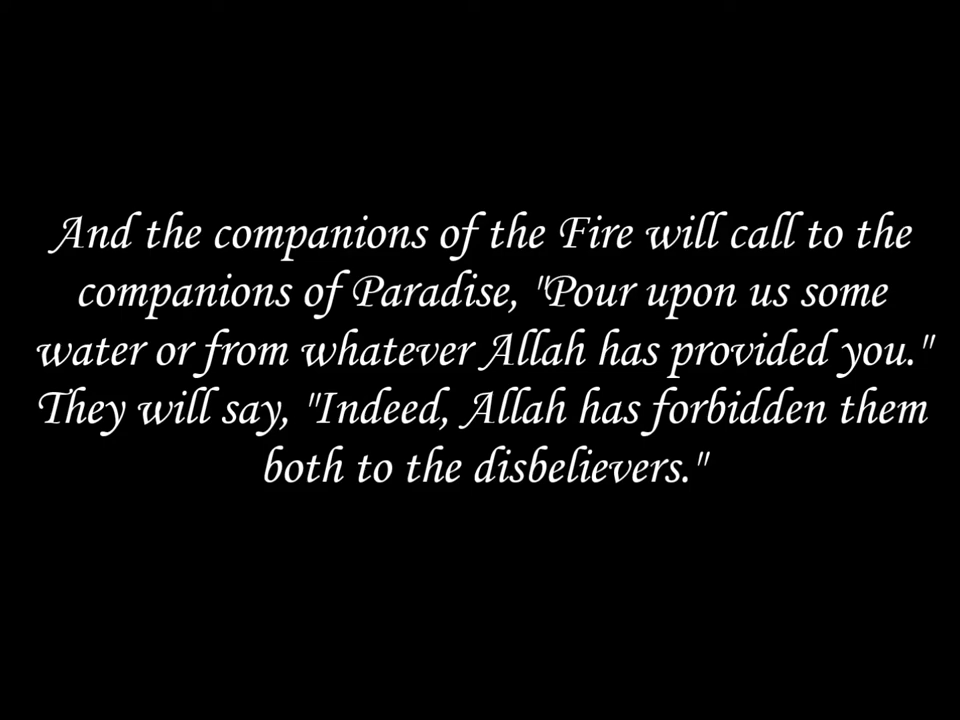 And the companions of the Fire will call to the
companions of Paradise, "Pour upon us some
water or from whatever Allah has provided you."
They will say, "Indeed, Allah has forbidden them
both to the disbelievers."